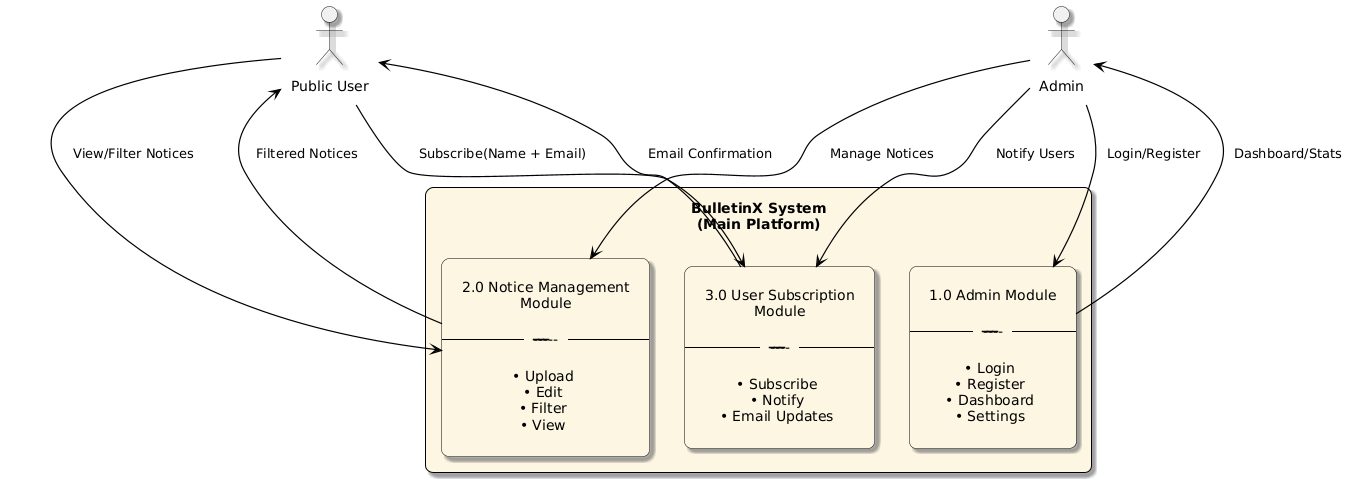 Public User
Admin
View/Filter Notices
Filtered Notices
Subscribe(Name + Email)
Email Confirmation
Manage Notices
Notify Users
Login/Register
Dashboard/Stats
BulletinX System
(Main Platform)
2.0 Notice Management
Module
• Upload
• Edit
• Filter
• View
3.0 User Subscription
Module
• Subscribe
• Notify
• Email Updates
1.0 Admin Module
• Login
• Register
• Dashboard
• Settings